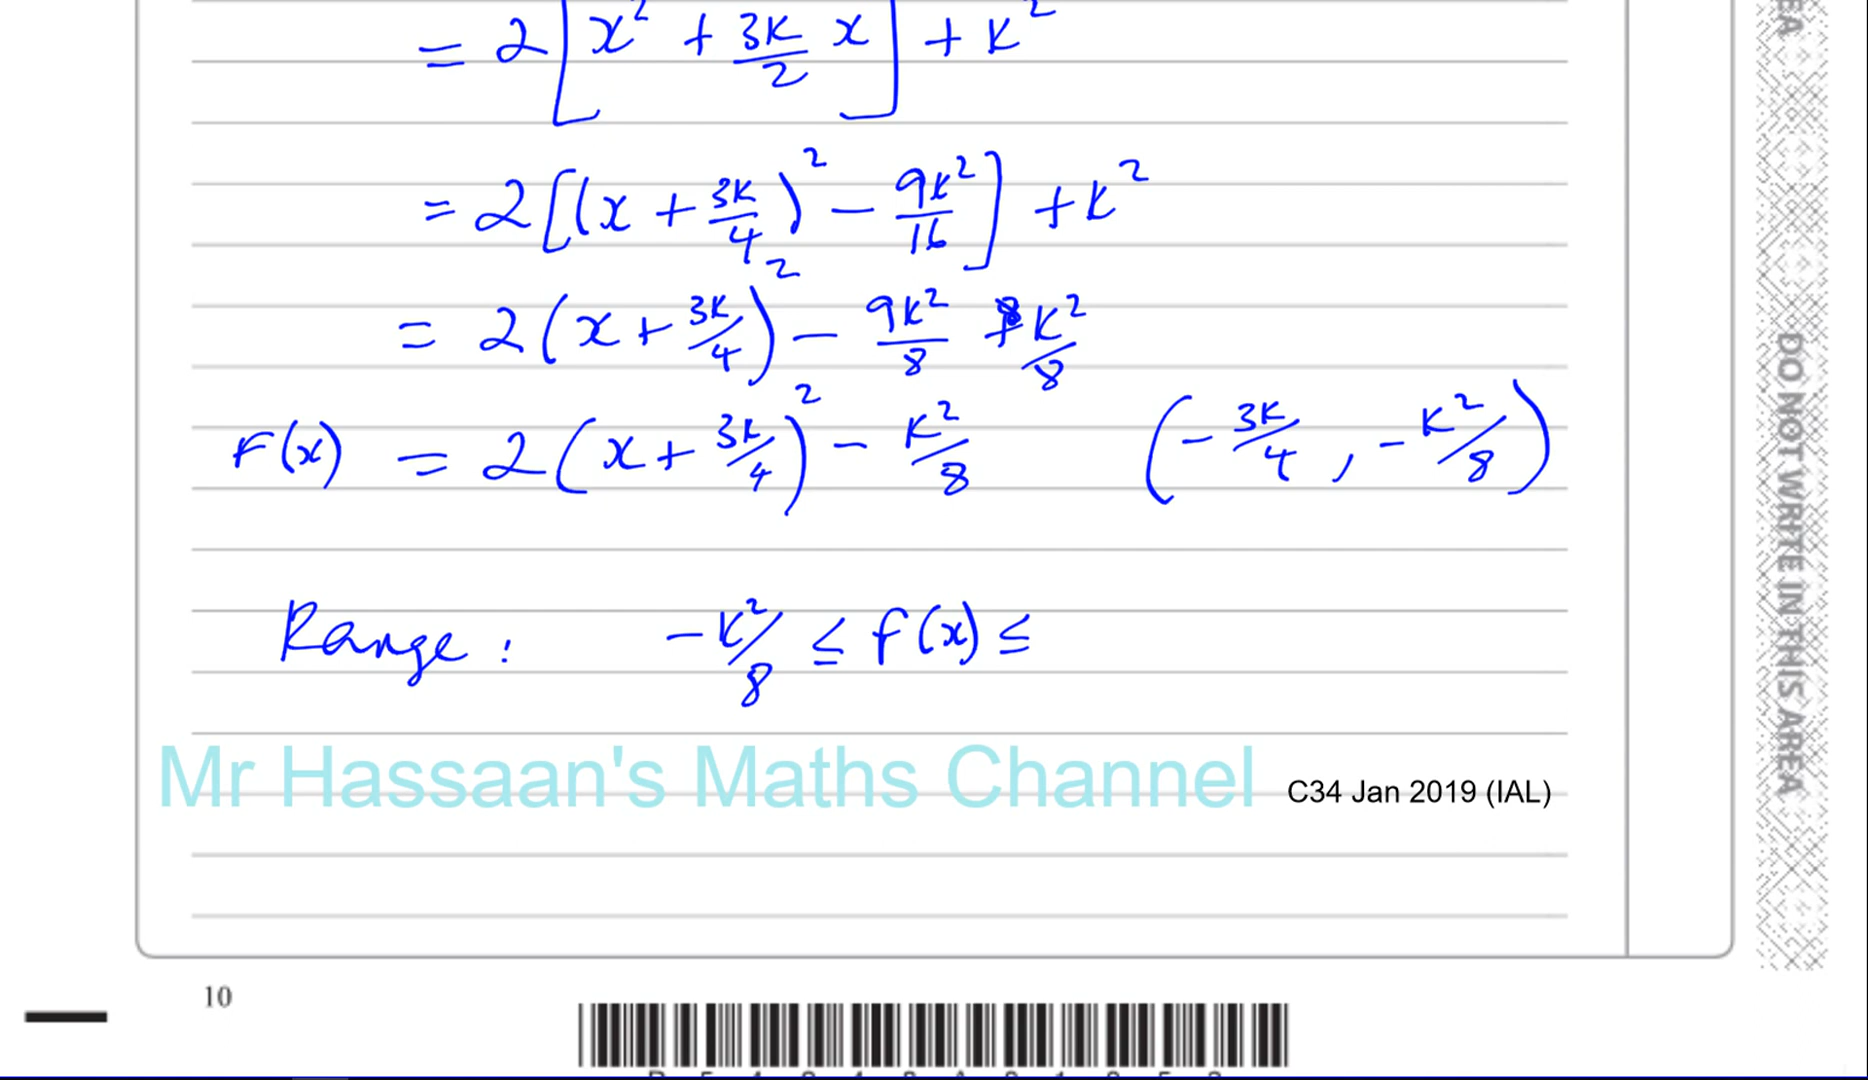 = 2[x² + 3k/2 x] + k²
= 2[(x + 3k/4)² - 9k²/16] + k²
= 2(x + 3k/4)² - 9k²/8 + 8k²/8
F(x) = 2(x + 3k/4)² - k²/8 (-3k/4, -k²/8)
Range: -k²/8 ≤ f(x) ≤
Mr Hassaan's Maths Channel
C34 Jan 2019 (IAL)
10
EA
DO NOT WRITE IN THIS AREA